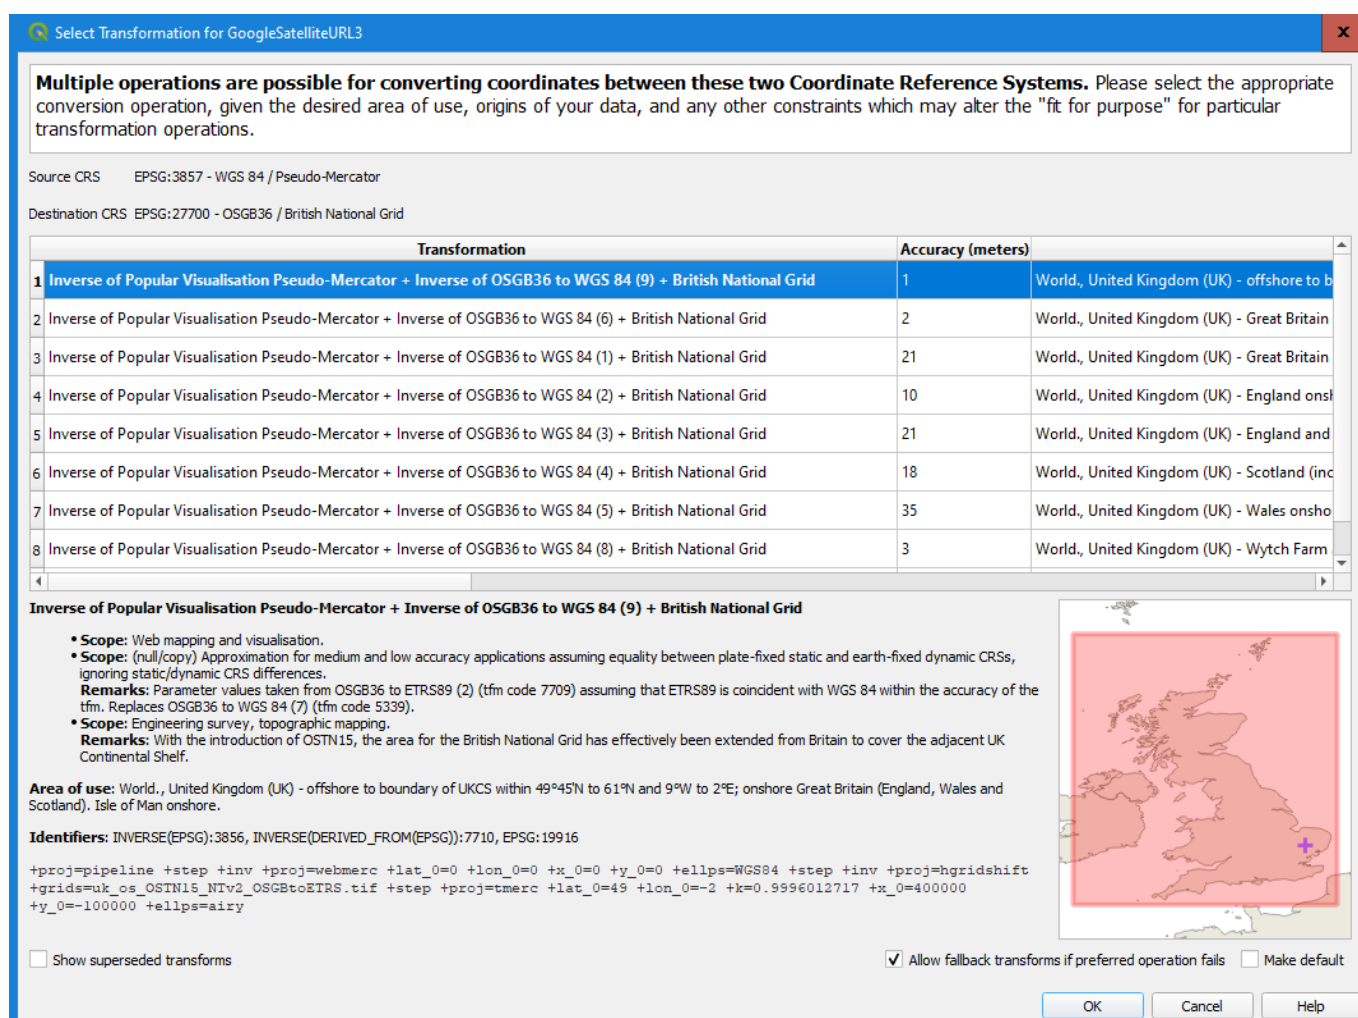 Select Transformation for GoogleSatelliteURL3
x
Multiple operations are possible for converting coordinates between these two Coordinate Reference Systems. Please select the appropriate
conversion operation, given the desired area of use, origins of your data, and any other constraints which may alter the "fit for purpose" for particular
transformation operations.
Source CRS EPSG:3857 - WGS 84 / Pseudo-Mercator
Destination CRS EPSG:27700 - OSGB36 / British National Grid
Transformation Accuracy (meters)
1 Inverse of Popular Visualisation Pseudo-Mercator + Inverse of OSGB36 to WGS 84 (9) + British National Grid 1 World., United Kingdom (UK) - offshore to b
2 Inverse of Popular Visualisation Pseudo-Mercator + Inverse of OSGB36 to WGS 84 (6) + British National Grid 2 World., United Kingdom (UK) - Great Britain
3 Inverse of Popular Visualisation Pseudo-Mercator + Inverse of OSGB36 to WGS 84 (1) + British National Grid 21 World., United Kingdom (UK) - Great Britain
4 Inverse of Popular Visualisation Pseudo-Mercator + Inverse of OSGB36 to WGS 84 (2) + British National Grid 10 World., United Kingdom (UK) - England onsh
5 Inverse of Popular Visualisation Pseudo-Mercator + Inverse of OSGB36 to WGS 84 (3) + British National Grid 21 World., United Kingdom (UK) - England and
6 Inverse of Popular Visualisation Pseudo-Mercator + Inverse of OSGB36 to WGS 84 (4) + British National Grid 18 World., United Kingdom (UK) - Scotland (inc
7 Inverse of Popular Visualisation Pseudo-Mercator + Inverse of OSGB36 to WGS 84 (5) + British National Grid 35 World., United Kingdom (UK) - Wales onsho
8 Inverse of Popular Visualisation Pseudo-Mercator + Inverse of OSGB36 to WGS 84 (8) + British National Grid 3 World., United Kingdom (UK) - Wytch Farm
Inverse of Popular Visualisation Pseudo-Mercator + Inverse of OSGB36 to WGS 84 (9) + British National Grid
• Scope: Web mapping and visualisation.
• Scope: (null/copy) Approximation for medium and low accuracy applications assuming equality between plate-fixed static and earth-fixed dynamic CRSs,
ignoring static/dynamic CRS differences.
Remarks: Parameter values taken from OSGB36 to ETRS89 (2) (tfm code 7709) assuming that ETRS89 is coincident with WGS 84 within the accuracy of the
tfm. Replaces OSGB36 to WGS 84 (7) (tfm code 5339).
• Scope: Engineering survey, topographic mapping.
Remarks: With the introduction of OSTN15, the area for the British National Grid has effectively been extended from Britain to cover the adjacent UK
Continental Shelf.
Area of use: World., United Kingdom (UK) - offshore to boundary of UKCS within 49°45'N to 61°N and 9°W to 2°E; onshore Great Britain (England, Wales and
Scotland). Isle of Man onshore.
Identifiers: INVERSE(EPSG):3856, INVERSE(DERIVED_FROM(EPSG)):7710, EPSG:19916
+proj=pipeline +step +inv +proj=webmerc +lat_0=0 +lon_0=0 +x_0=0 +y_0=0 +ellps=WGS84 +step +inv +proj=hgridshift
+grids=uk_os_OSTN15_NTv2_OSGBtoETRS.tif +step +proj=tmerc +lat_0=49 +lon_0=-2 +k=0.9996012717 +x_0=400000
+y_0=-100000 +ellps=airy
Show superseded transforms
Allow fallback transforms if preferred operation fails
Make default
OK
Cancel
Help